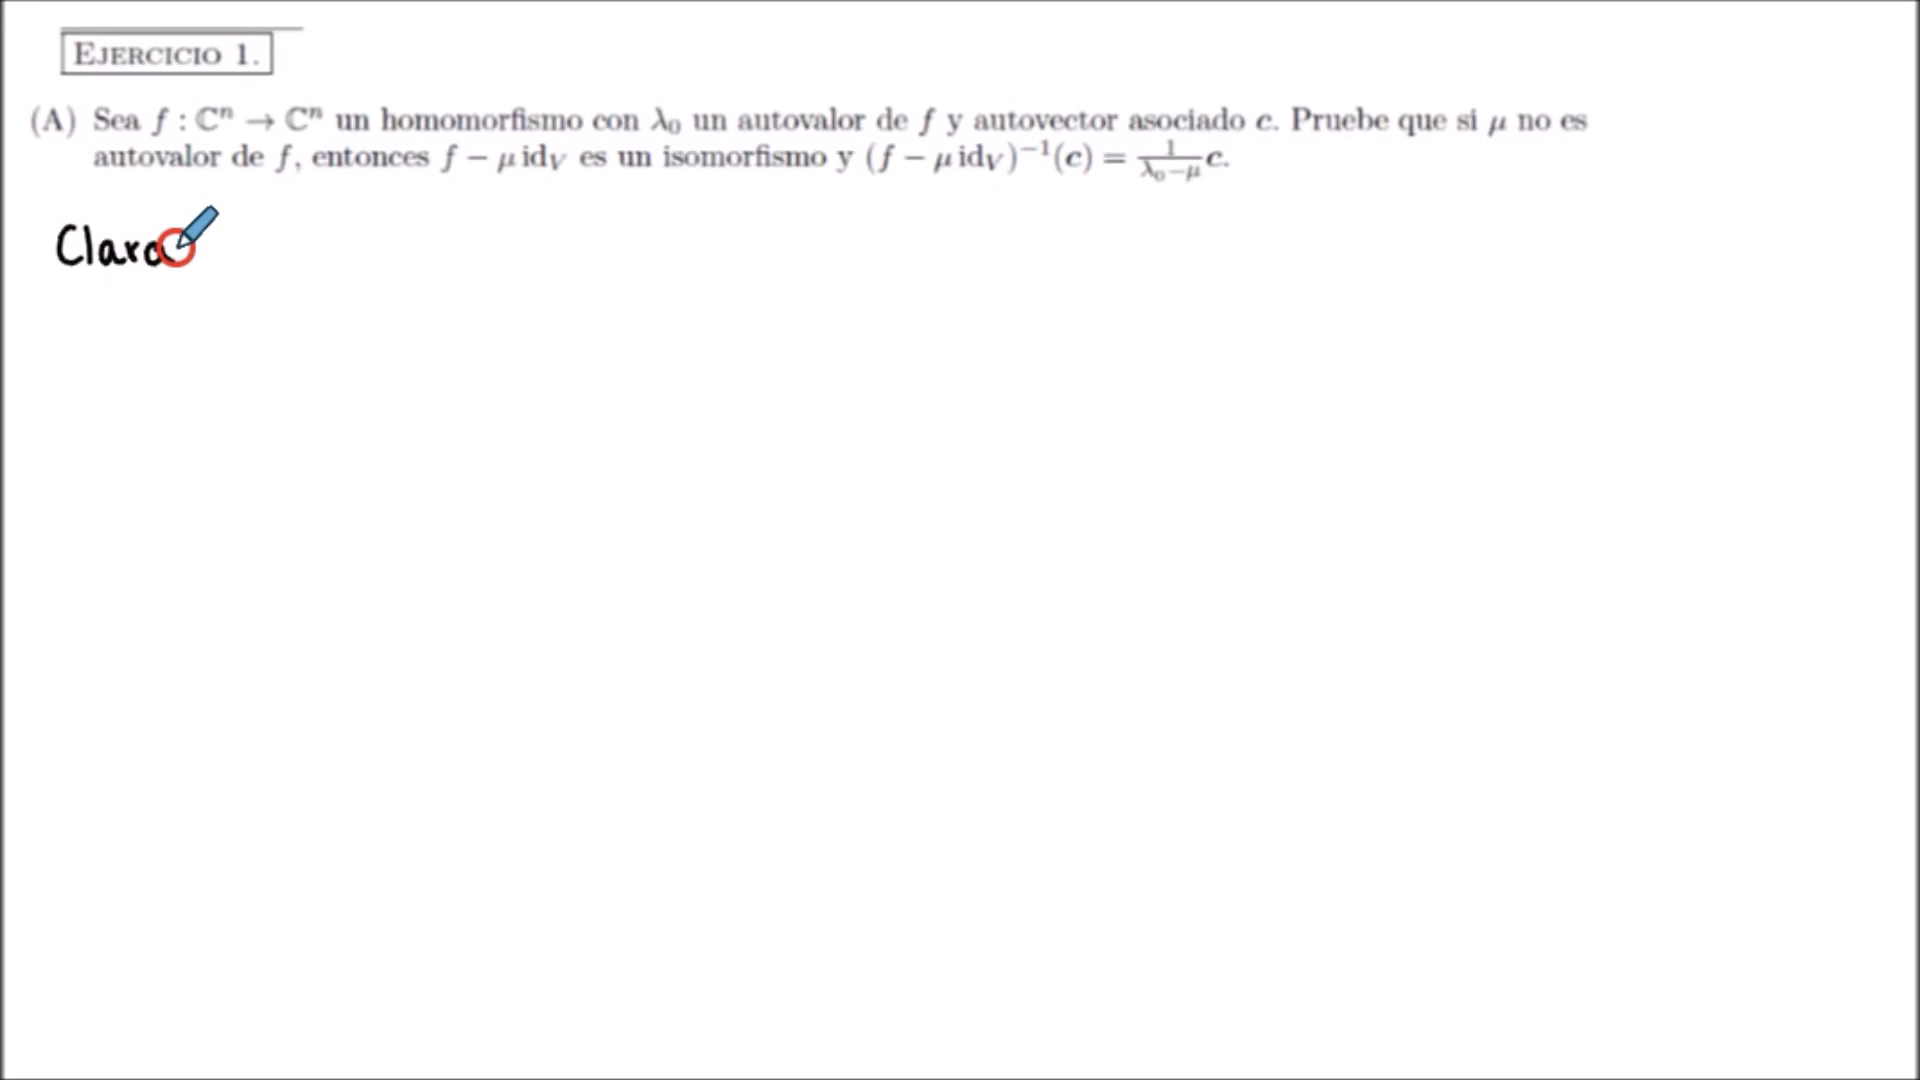 EJERCICIO 1.
(A) Sea f : ℂⁿ → ℂⁿ un homomorfismo con λ₀ un autovalor de f y autovector asociado c. Pruebe que si μ no es
autovalor de f, entonces f − μ id_V es un isomorfismo y (f − μ id_V)⁻¹(c) = 1/(λ₀−μ) c.
Clara